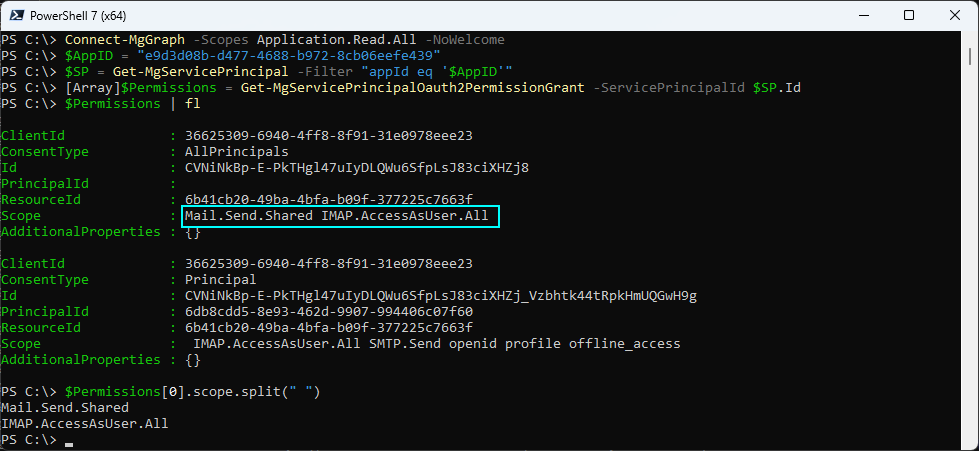 PowerShell 7 (x64)
PS C:\> Connect-MgGraph -Scopes Application.Read.All -NoWelcome
PS C:\> $AppID = "e9d3d08b-d477-4688-b972-8cb06eefe439"
PS C:\> $SP = Get-MgServicePrincipal -Filter "appId eq '$AppID'"
PS C:\> [Array]$Permissions = Get-MgServicePrincipalOauth2PermissionGrant -ServicePrincipalId $SP.Id
PS C:\> $Permissions | fl
ClientId : 36625309-6940-4ff8-8f91-31e0978eee23
ConsentType : AllPrincipals
Id : CVNiNkBp-E-PkTHgl47uIyDLQWu6SfpLsJ83ciXHZj8
PrincipalId :
ResourceId : 6b41cb20-49ba-4bfa-b09f-377225c7663f
Scope : Mail.Send.Shared IMAP.AccessAsUser.All
AdditionalProperties : {}
ClientId : 36625309-6940-4ff8-8f91-31e0978eee23
ConsentType : Principal
Id : CVNiNkBp-E-PkTHgl47uIyDLQWu6SfpLsJ83ciXHZj_Vzbhtk44tRpkHmUQGwH9g
PrincipalId : 6db8cdd5-8e93-462d-9907-994406c07f60
ResourceId : 6b41cb20-49ba-4bfa-b09f-377225c7663f
Scope : IMAP.AccessAsUser.All SMTP.Send openid profile offline_access
AdditionalProperties : {}
PS C:\> $Permissions[0].scope.split(" ")
Mail.Send.Shared
IMAP.AccessAsUser.All
PS C:\>